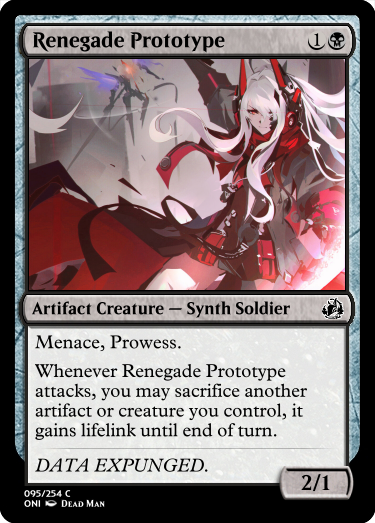 Renegade Prototype 1
Artifact Creature — Synth Soldier
Menace, Prowess.
Whenever Renegade Prototype
attacks, you may sacrifice another
artifact or creature you control, it
gains lifelink until end of turn.
DATA EXPUNGED.
2/1
095/254 C
ONI Dead Man